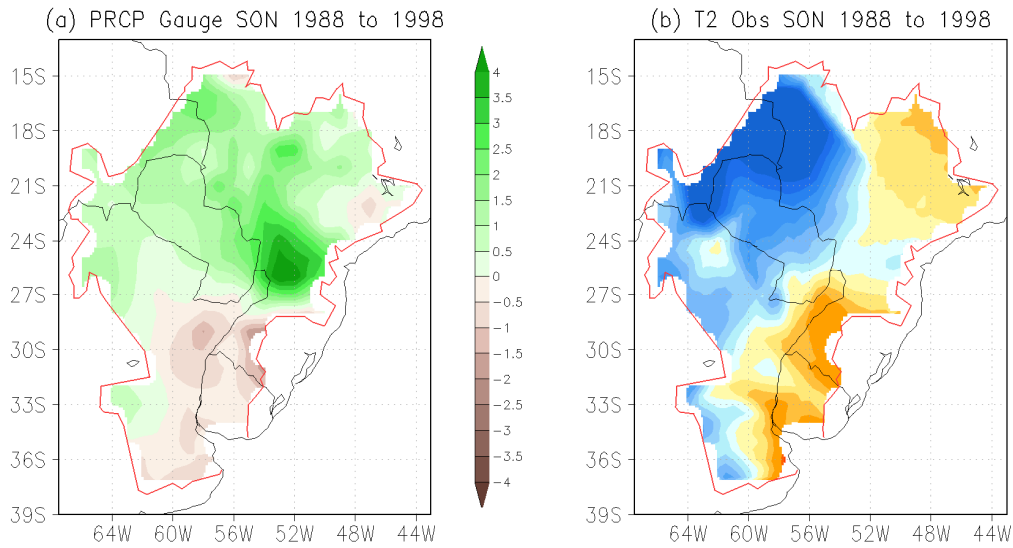 (a) PRCP Gauge SON 1988 to 1998
15S
18S
21S
24S
27S
30S
33S
36S
39S
64W 60W 56W 52W 48W 44W
4
3.5
3
2.5
2
1.5
1
0.5
0
−0.5
−1
−1.5
−2
−2.5
−3
−3.5
−4
(b) T2 Obs SON 1988 to 1998
15S
18S
21S
24S
27S
30S
33S
36S
39S
64W 60W 56W 52W 48W 44W